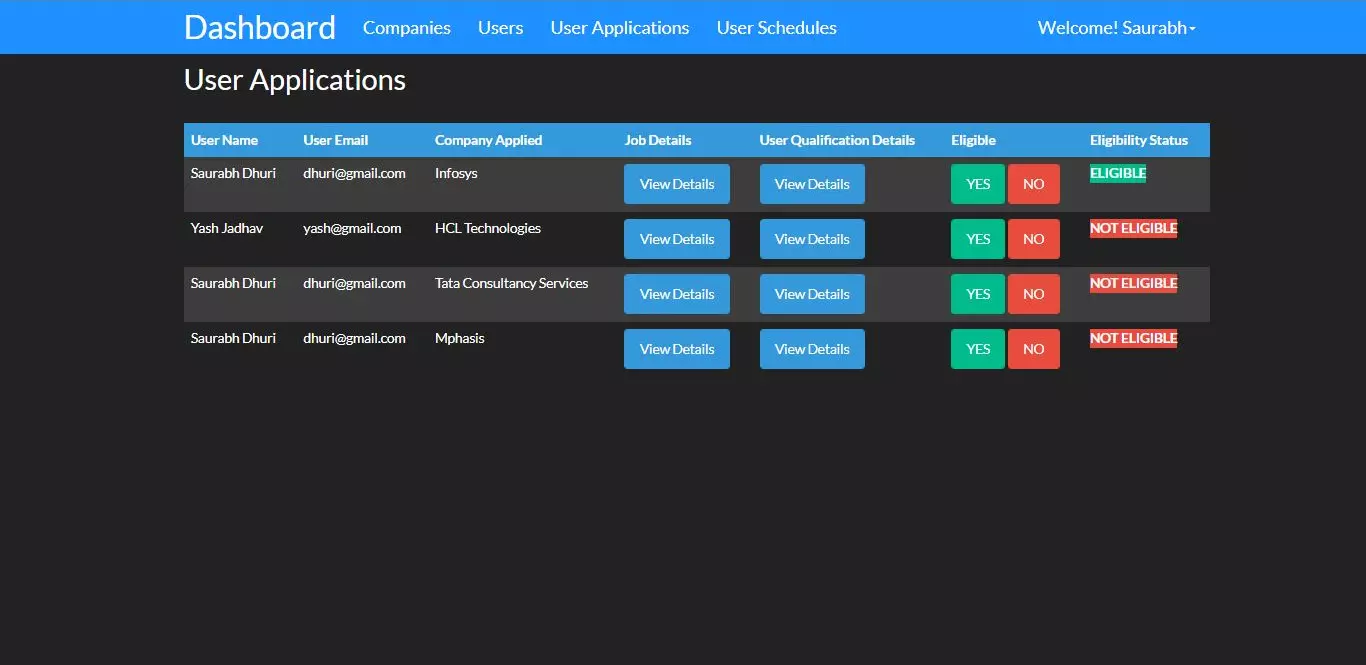 Dashboard Companies Users User Applications User Schedules Welcome! Saurabh
User Applications
User Name User Email Company Applied Job Details User Qualification Details Eligible Eligibility Status
Saurabh Dhuri dhuri@gmail.com Infosys View Details View Details YES NO ELIGIBLE
Yash Jadhav yash@gmail.com HCL Technologies View Details View Details YES NO NOT ELIGIBLE
Saurabh Dhuri dhuri@gmail.com Tata Consultancy Services View Details View Details YES NO NOT ELIGIBLE
Saurabh Dhuri dhuri@gmail.com Mphasis View Details View Details YES NO NOT ELIGIBLE